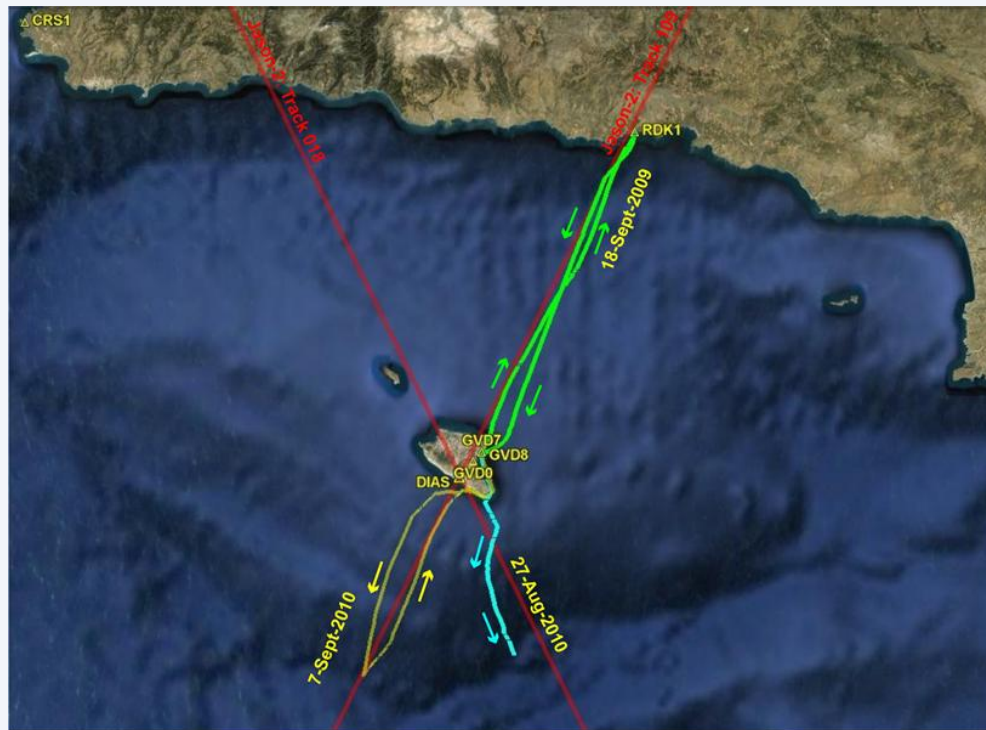 CRS1
Jason-2. Track 018
Jason-2. Track 109
RDK1
18-Sept-2009
GVD7
GVD8
GVD0
DIAS
27-Aug-2010
7-Sept-2010